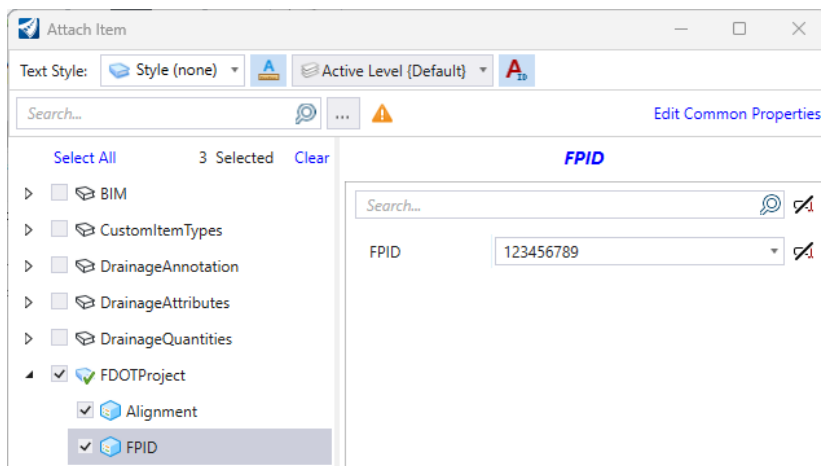 Attach Item
Text Style: Style (none) A Active Level {Default} A ID
Search... ... Edit Common Properties
Select All 3 Selected Clear FPID
BIM
Search...
CustomItemTypes
FPID 123456789
DrainageAnnotation
DrainageAttributes
DrainageQuantities
FDOTProject
Alignment
FPID